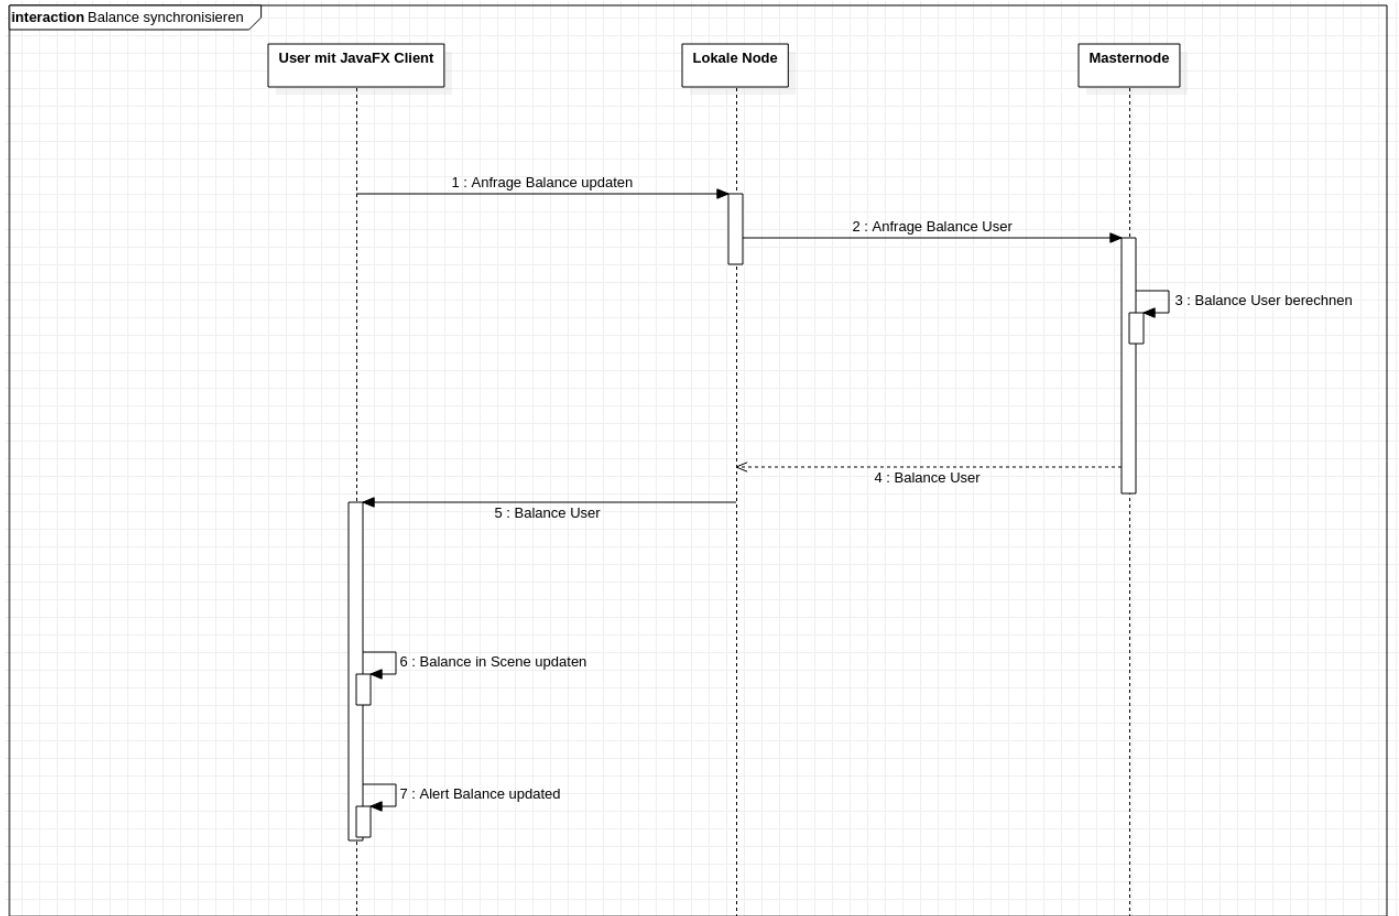 interaction Balance synchronisieren
User mit JavaFX Client
Lokale Node
Masternode
1 : Anfrage Balance updaten
2 : Anfrage Balance User
3 : Balance User berechnen
4 : Balance User
5 : Balance User
6 : Balance in Scene updaten
7 : Alert Balance updated